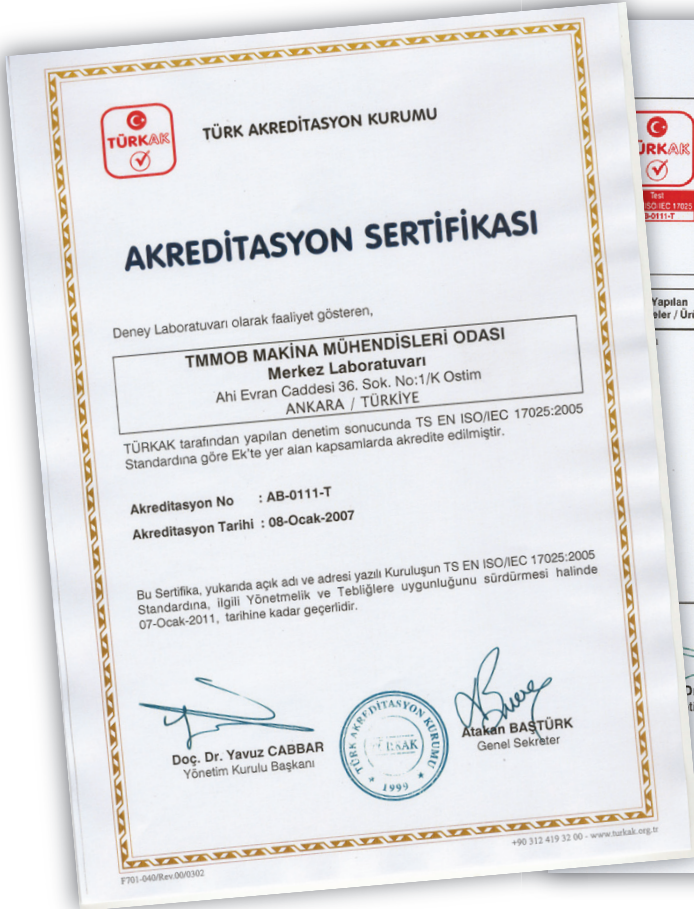 TÜRKAK
TÜRK AKREDİTASYON KURUMU
AKREDİTASYON SERTİFİKASI
Deney Laboratuvarı olarak faaliyet gösteren,
TMMOB MAKİNA MÜHENDİSLERİ ODASI
Merkez Laboratuvarı
Ahi Evran Caddesi 36. Sok. No:1/K Ostim
ANKARA / TÜRKİYE
TÜRKAK tarafından yapılan denetim sonucunda TS EN ISO/IEC 17025:2005
Standardına göre Ek'te yer alan kapsamlarda akredite edilmiştir.
Akreditasyon No : AB-0111-T
Akreditasyon Tarihi : 08-Ocak-2007
Bu Sertifika, yukarıda açık adı ve adresi yazılı Kuruluşun TS EN ISO/IEC 17025:2005
Standardına, ilgili Yönetmelik ve Tebliğlere uygunluğunu sürdürmesi halinde
07-Ocak-2011, tarihine kadar geçerlidir.
Doç. Dr. Yavuz CABBAR
Yönetim Kurulu Başkanı
TÜRK AKREDİTASYON KURUMU
1999
Atakan BAŞTÜRK
Genel Sekreter
+90 312 419 32 00 - www.turkak.org.tr
F701-040/Rev.00/0302
ÜRKAK
Test
ISO/IEC 17025
B-0111-T
Yapılan
eler / Ürü